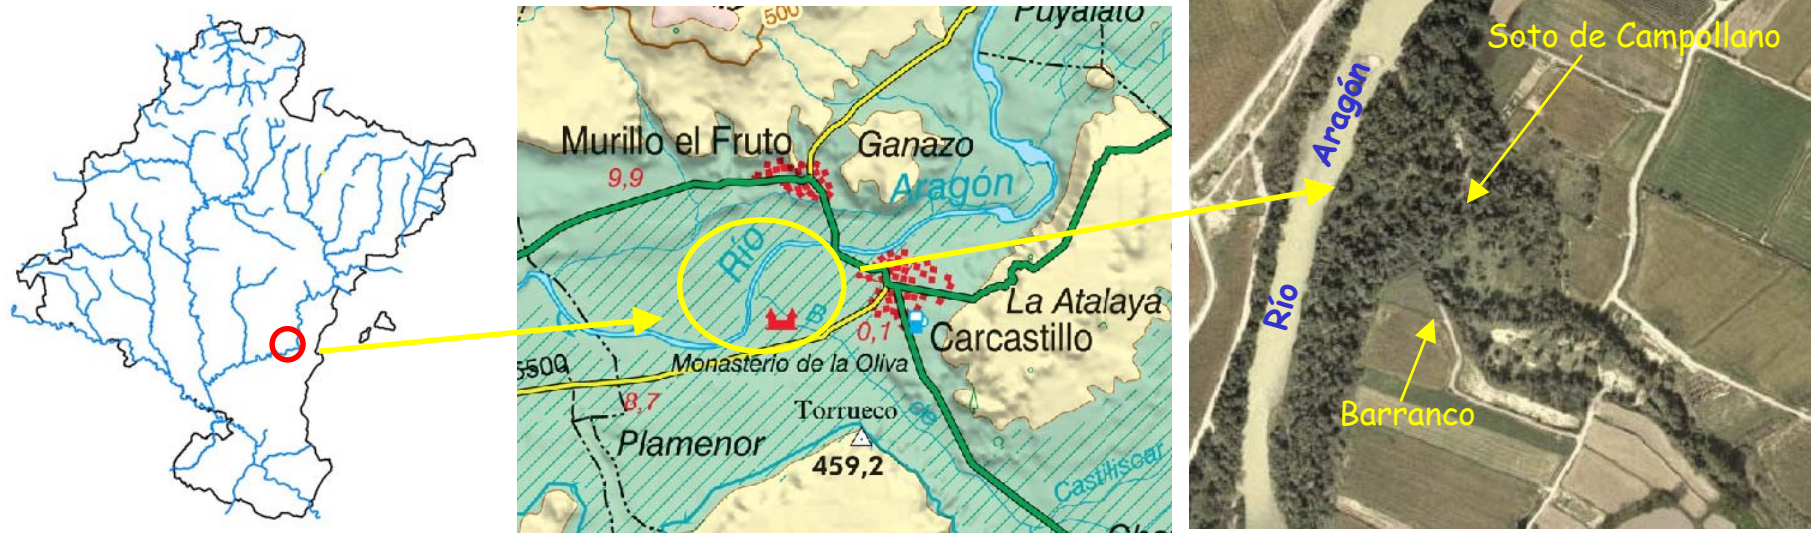 500
Puyalato
Murillo el Fruto
Ganazo
9,9
Aragón
Río
La Atalaya
0,1
Carcastillo
Monasterio de la Oliva
5500
8,7
Torrueco
de
Plamenor
459,2
Castiliscar
Soto de Campollano
Aragón
Río
Barranco